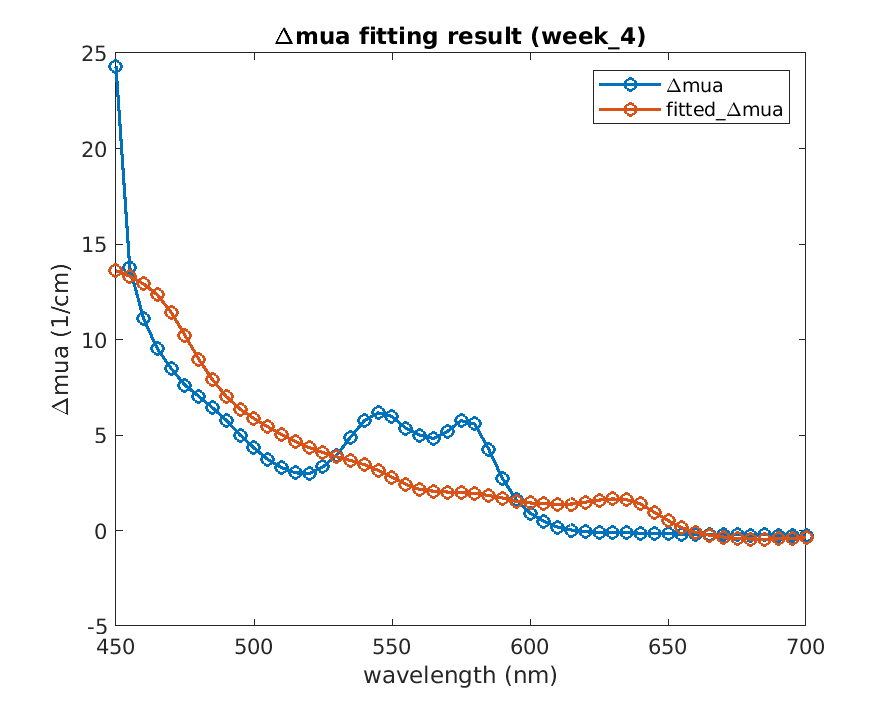 Δmua fitting result (week_4)
Δmua
fitted_Δmua
25
20
15
10
5
0
-5
Δmua (1/cm)
450
500
550
600
650
700
wavelength (nm)